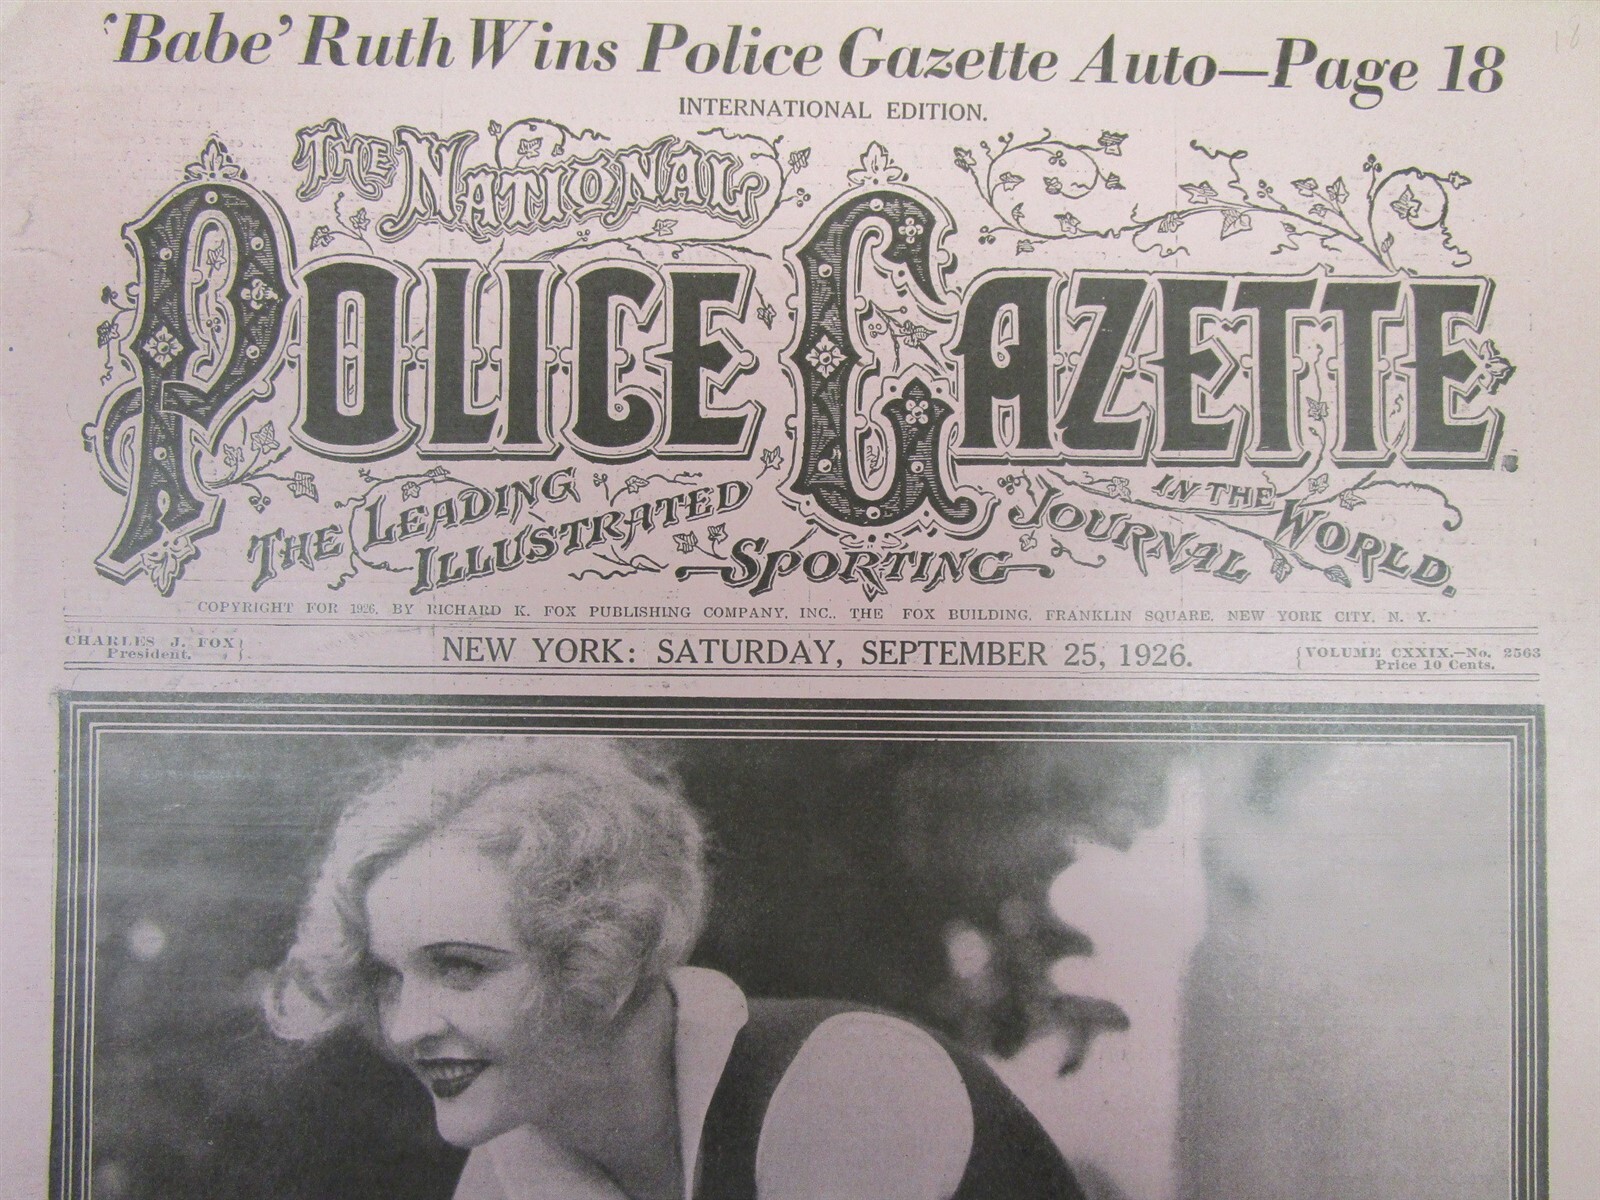 'Babe' Ruth Wins Police Gazette Auto—Page 18
INTERNATIONAL EDITION.
THE NATIONAL
POLICE GAZETTE.
THE LEADING ILLUSTRATED SPORTING JOURNAL IN THE WORLD.
COPYRIGHT FOR 1926, BY RICHARD K. FOX PUBLISHING COMPANY, INC., THE FOX BUILDING, FRANKLIN SQUARE, NEW YORK CITY, N. Y.
CHARLES J. FOX
President.
NEW YORK: SATURDAY, SEPTEMBER 25, 1926.
VOLUME CXXIX.—No. 2563
Price 10 Cents.
18